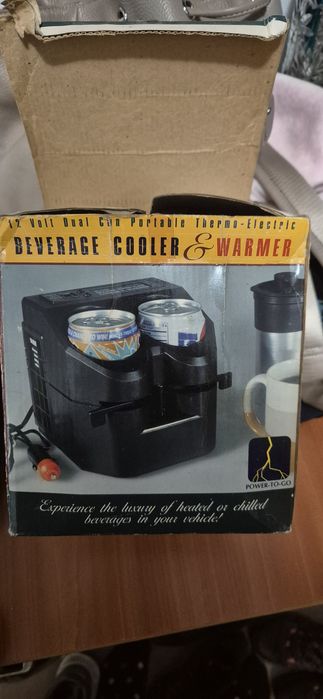 12 Volt Dual Can Portable Thermo-Electric
BEVERAGE COOLER & WARMER
POWER-TO-GO
Experience the luxury of heated or chilled
beverages in your vehicle!